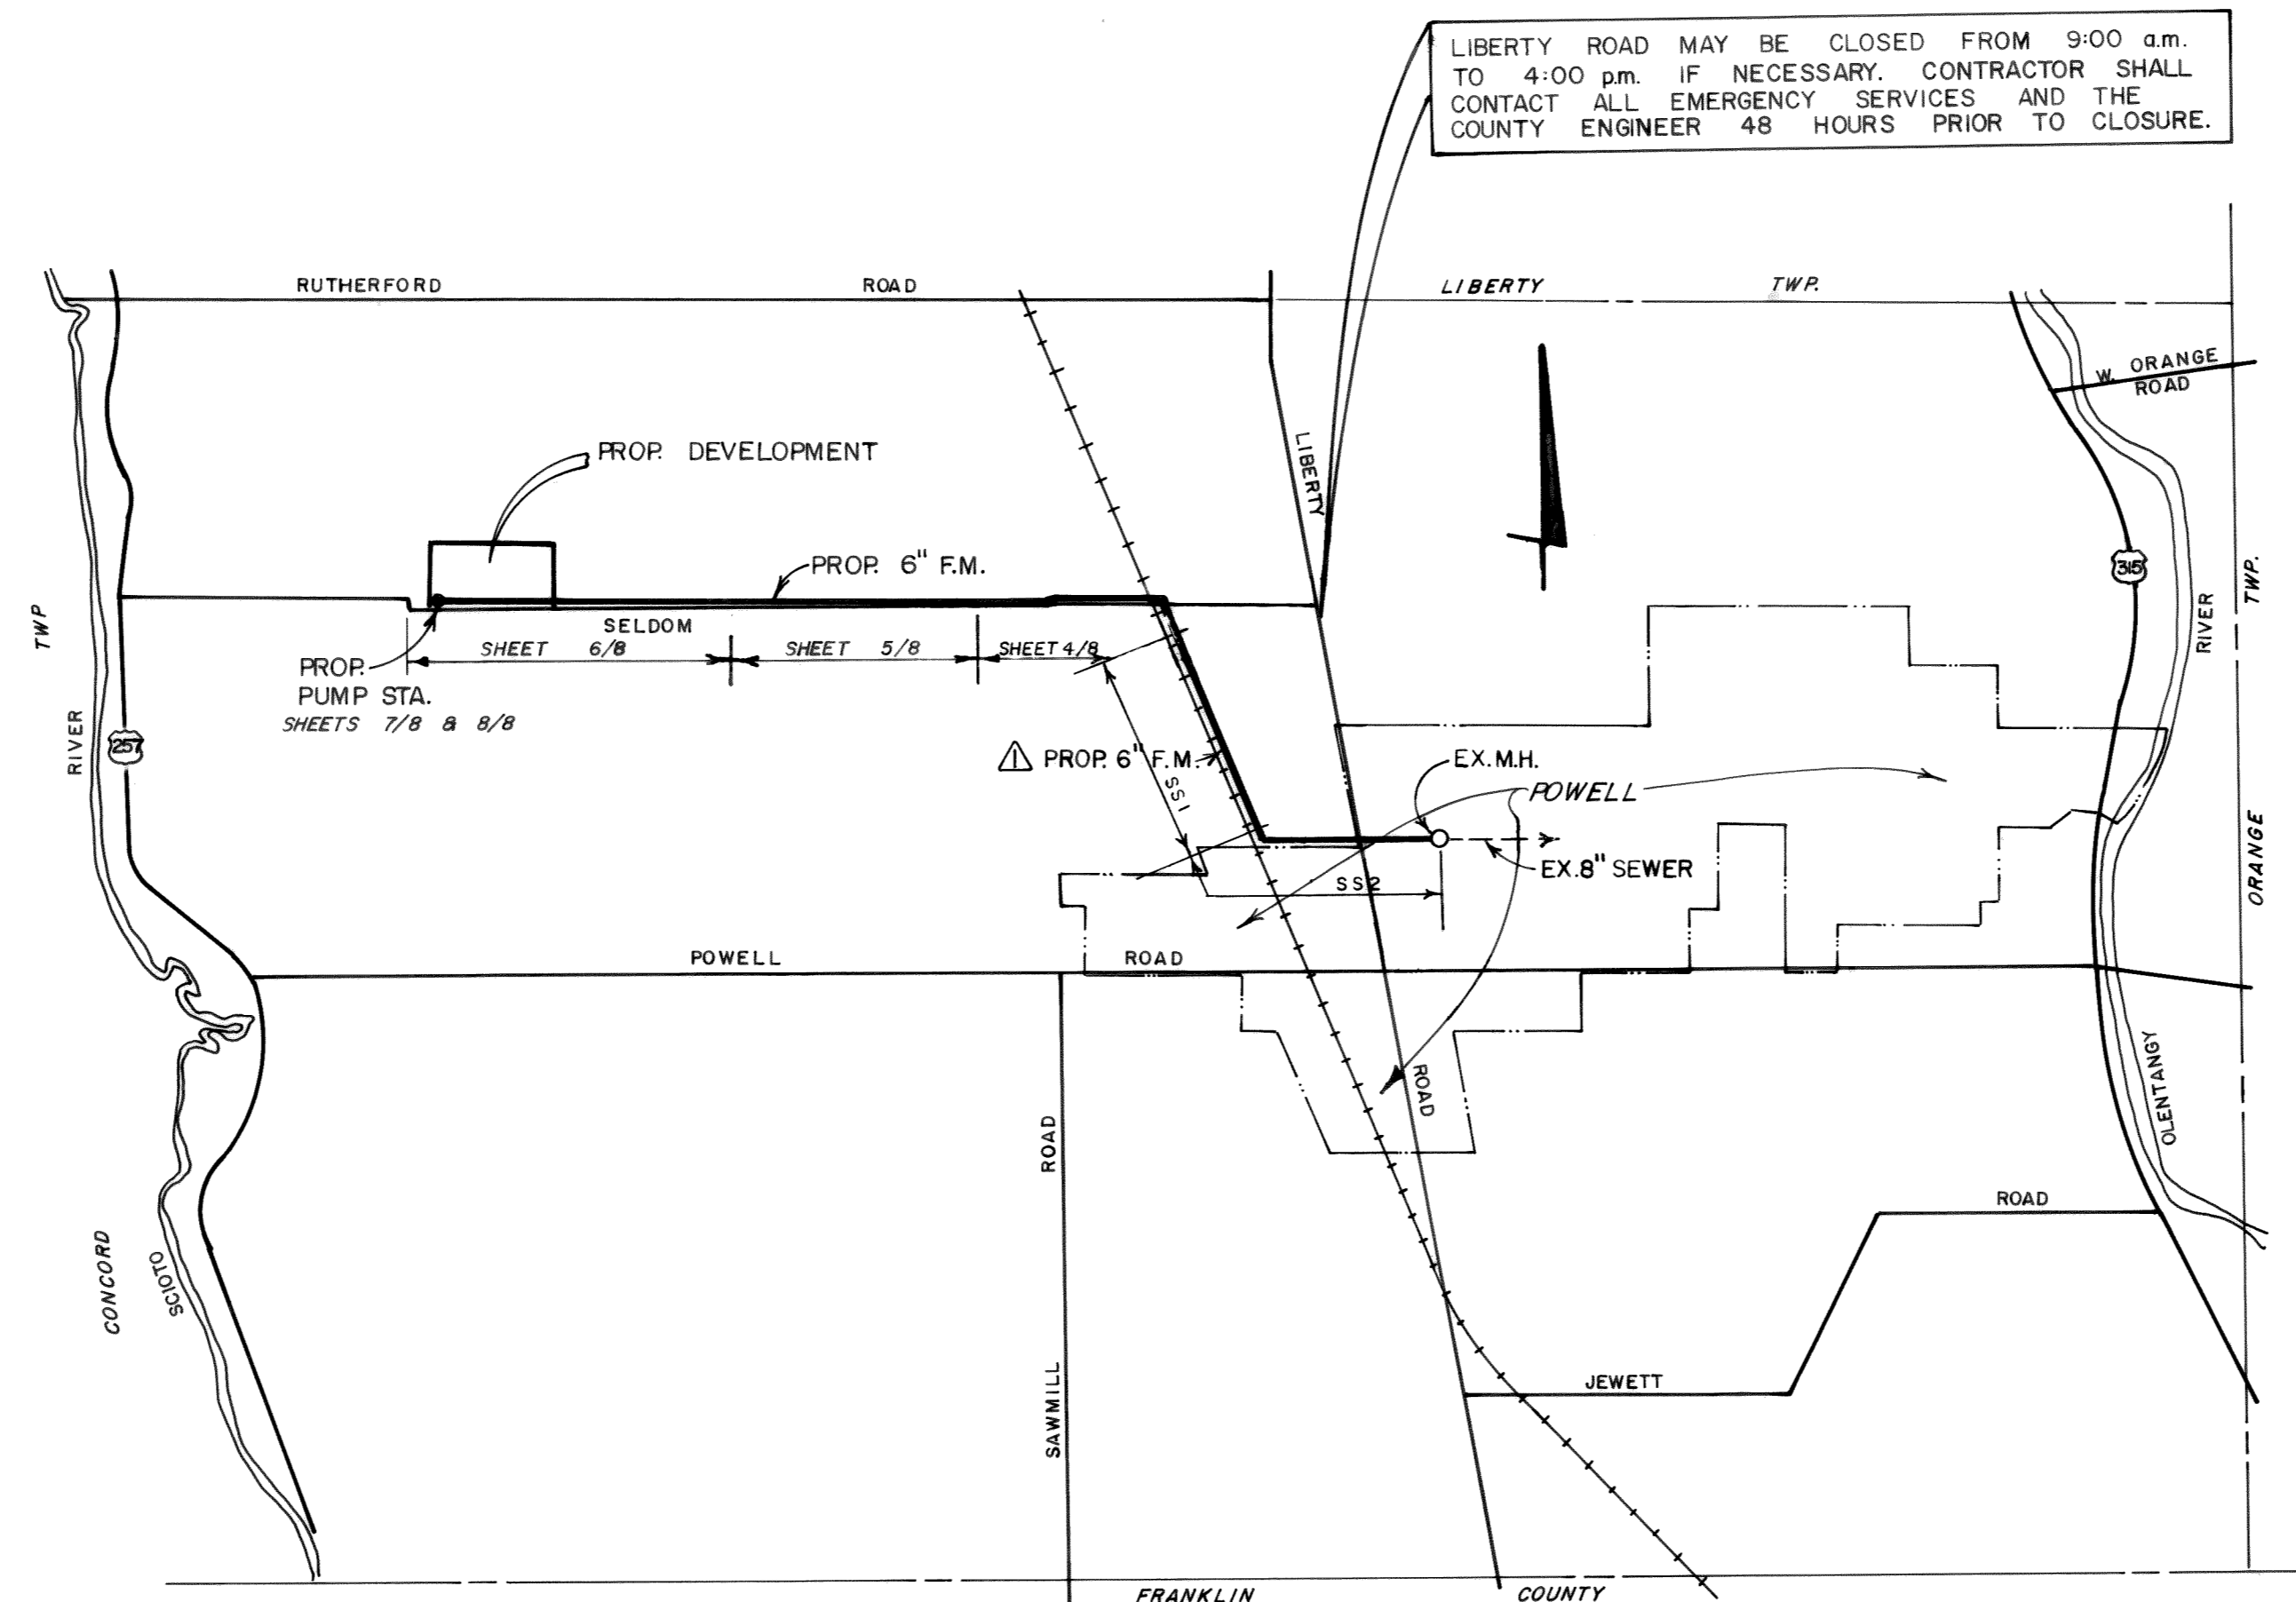 LIBERTY ROAD MAY BE CLOSED FROM 9:00 a.m.
TO 4:00 p.m. IF NECESSARY. CONTRACTOR SHALL
CONTACT ALL EMERGENCY SERVICES AND THE
COUNTY ENGINEER 48 HOURS PRIOR TO CLOSURE.
RUTHERFORD ROAD
LIBERTY TWP.
W. ORANGE
ROAD
LIBERTY
PROP. DEVELOPMENT
PROP. 6" F.M.
315
TWP.
RIVER
TWP
SELDOM
SHEET 6/8
SHEET 5/8
SHEET 4/8
PROP.
PUMP STA.
SHEETS 7/8 & 8/8
RIVER
257
1 PROP. 6" F.M.
SS1
EX. M.H.
POWELL
EX. 8" SEWER
SS2
ORANGE
POWELL ROAD
ROAD
OLENTANGY
ROAD
ROAD
CONCORD
SCIOTO
SAWMILL
JEWETT
FRANKLIN COUNTY